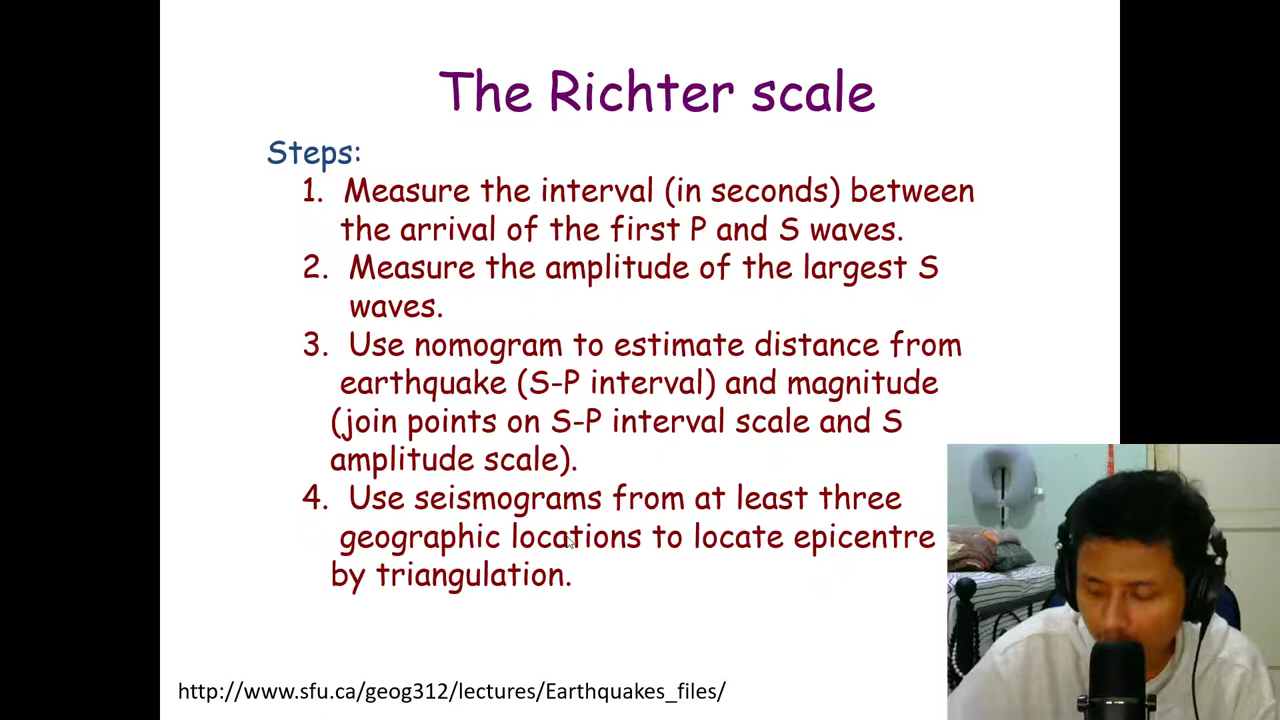 The Richter scale
Steps:
1. Measure the interval (in seconds) between
the arrival of the first P and S waves.
2. Measure the amplitude of the largest S
waves.
3. Use nomogram to estimate distance from
earthquake (S-P interval) and magnitude
(join points on S-P interval scale and S
amplitude scale).
4. Use seismograms from at least three
geographic locations to locate epicentre
by triangulation.
http://www.sfu.ca/geog312/lectures/Earthquakes_files/